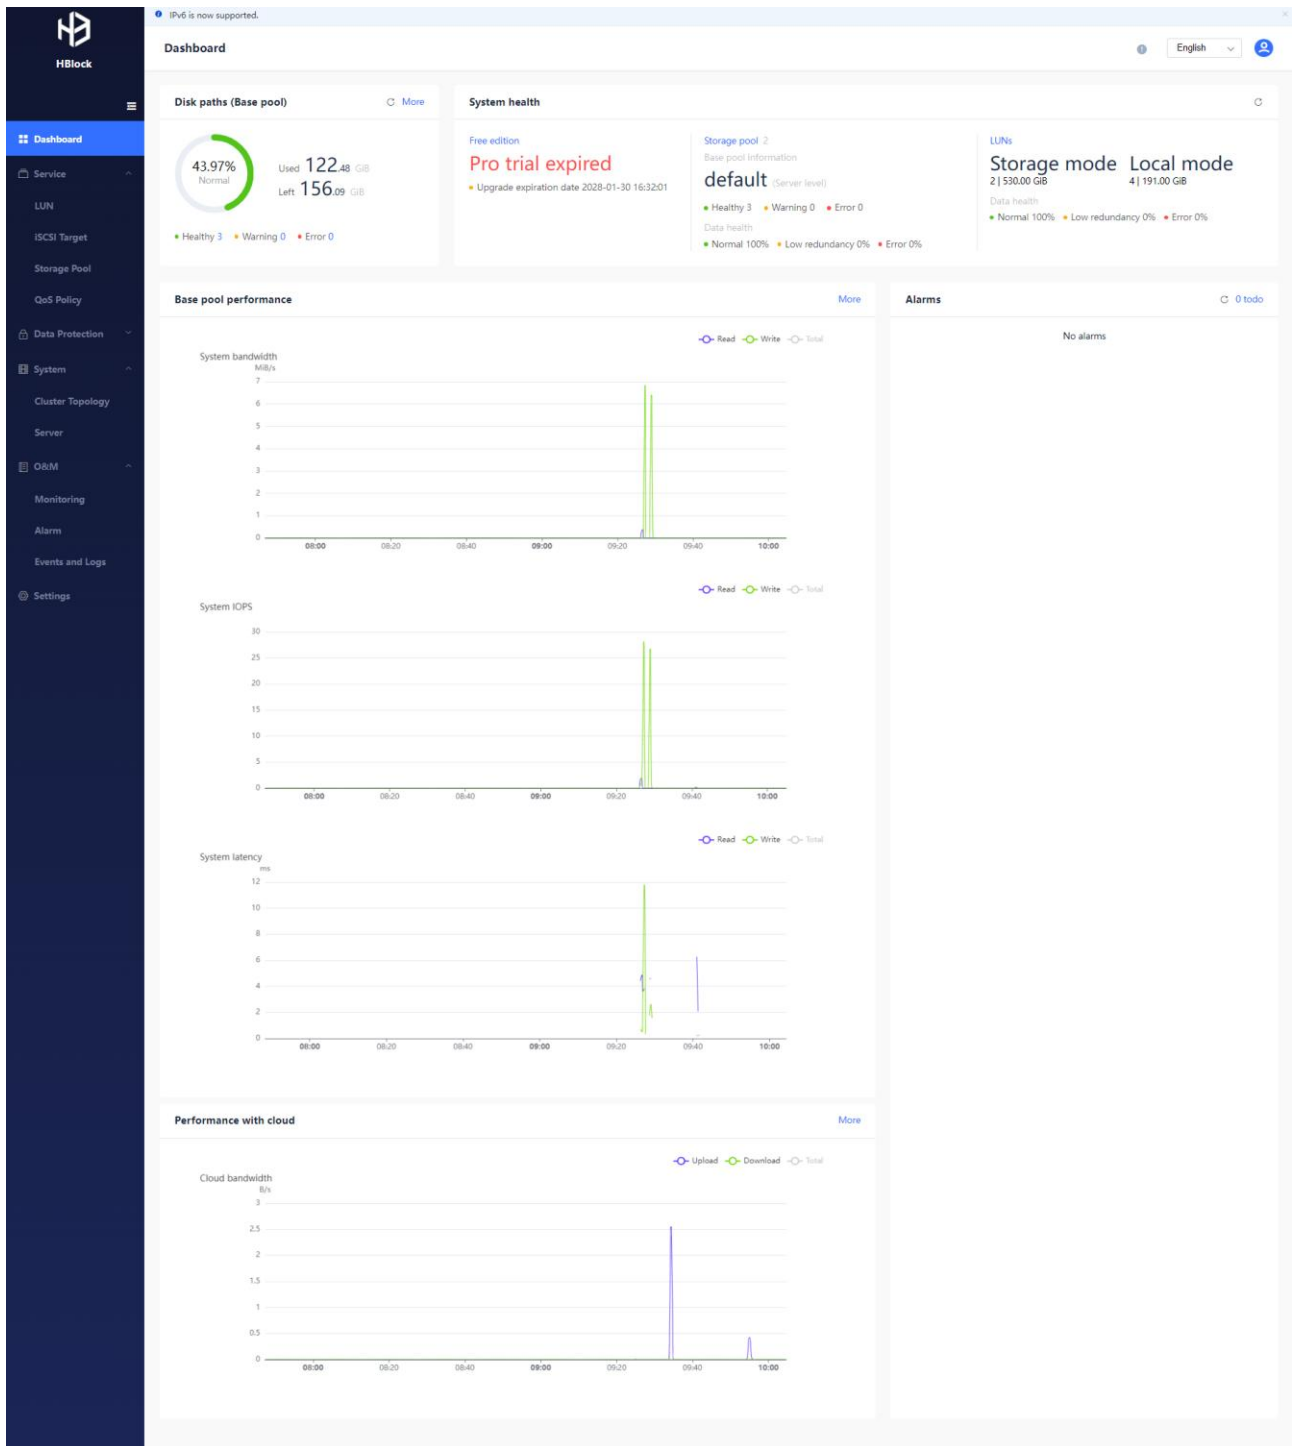 IPv6 is now supported.
HBlock
Dashboard
English
Dashboard
Service
LUN
iSCSI Target
Storage Pool
QoS Policy
Data Protection
System
Cluster Topology
Server
O&M
Monitoring
Alarm
Events and Logs
Settings
Disk paths (Base pool)
More
43.97%
Normal
Used 122.48 GiB
Left 156.09 GiB
Healthy 3 Warning 0 Error 0
System health
Free edition
Pro trial expired
Upgrade expiration date 2028-01-30 16:32:01
Storage pool 2
Base pool information
default (Server level)
Healthy 3 Warning 0 Error 0
Data health
Normal 100% Low redundancy 0% Error 0%
LUNs
Storage mode Local mode
2 | 530.00 GiB 4 | 191.00 GiB
Data health
Normal 100% Low redundancy 0% Error 0%
Base pool performance
More
Read Write Total
System bandwidth
MiB/s
7
6
5
4
3
2
1
0
08:00 08:20 08:40 09:00 09:20 09:40 10:00
Read Write Total
System IOPS
30
25
20
15
10
5
0
08:00 08:20 08:40 09:00 09:20 09:40 10:00
Read Write Total
System latency
ms
12
10
8
6
4
2
0
08:00 08:20 08:40 09:00 09:20 09:40 10:00
Alarms
0 todo
No alarms
Performance with cloud
More
Upload Download Total
Cloud bandwidth
B/s
3
2.5
2
1.5
1
0.5
0
08:00 08:20 08:40 09:00 09:20 09:40 10:00